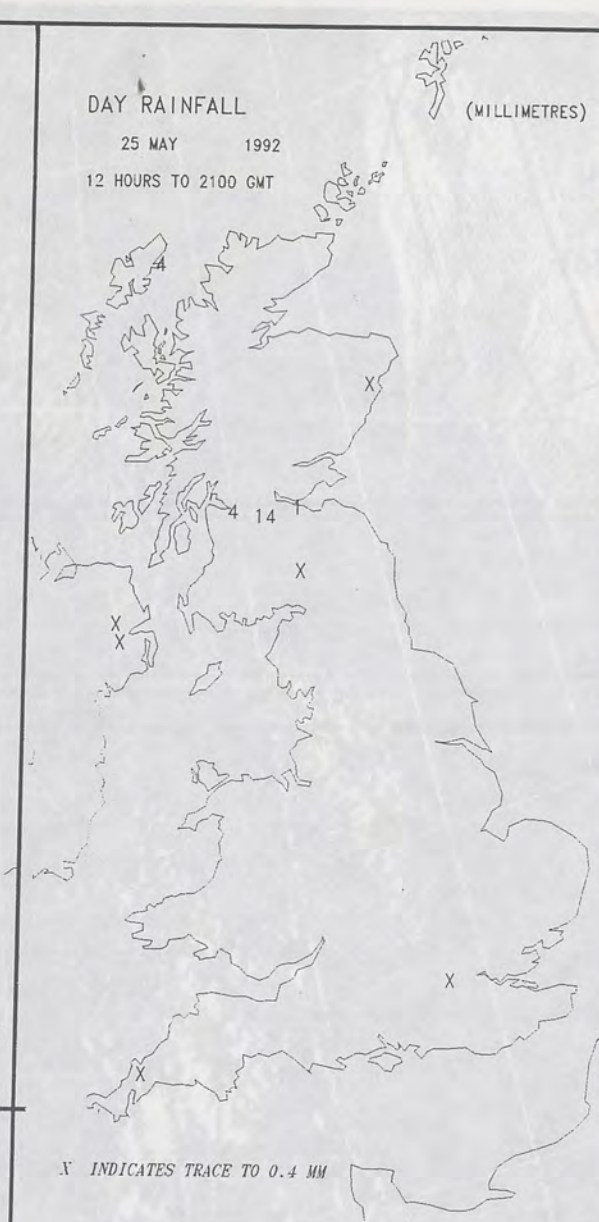 DAY RAINFALL
(MILLIMETRES)
25 MAY 1992
12 HOURS TO 2100 GMT
4
X
4 14 1
X
X
X
X
X
X INDICATES TRACE TO 0.4 MM